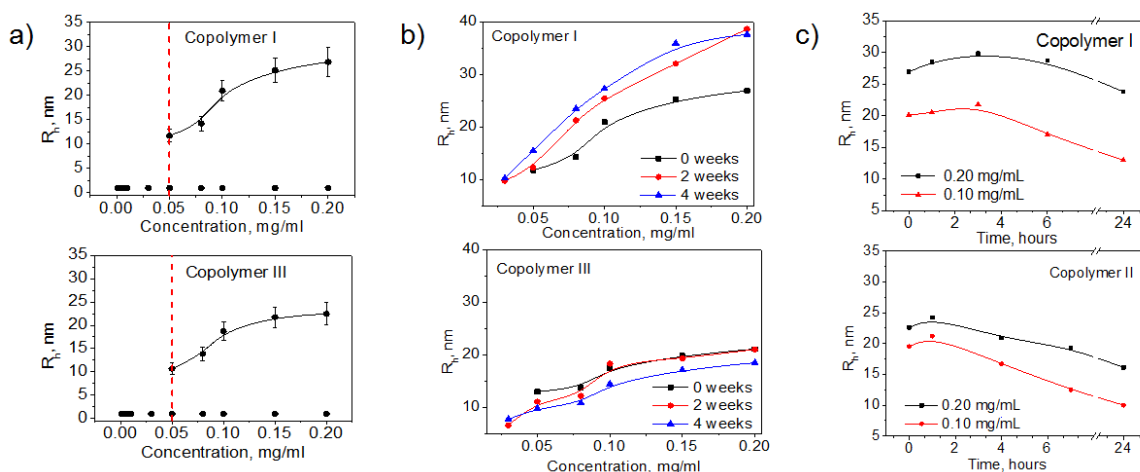 a)
35
30
25
20
15
10
5
0
R_h, nm
Copolymer I
0.00 0.05 0.10 0.15 0.20
Concentration, mg/ml
35
30
25
20
15
10
5
0
R_h, nm
Copolymer III
0.00 0.05 0.10 0.15 0.20
Concentration, mg/ml
b)
40
30
20
10
R_h, nm
Copolymer I
0 weeks
2 weeks
4 weeks
0.05 0.10 0.15 0.20
Concentration, mg/ml
40
30
20
10
R_h, nm
Copolymer III
0 weeks
2 weeks
4 weeks
0.05 0.10 0.15 0.20
Concentration, mg/ml
c)
35
30
25
20
15
10
5
R_h, nm
Copolymer I
0.20 mg/mL
0.10 mg/mL
0 2 4 6 24
Time, hours
35
30
25
20
15
10
5
R_h, nm
Copolymer II
0.20 mg/mL
0.10 mg/mL
0 2 4 6 24
Time, hours